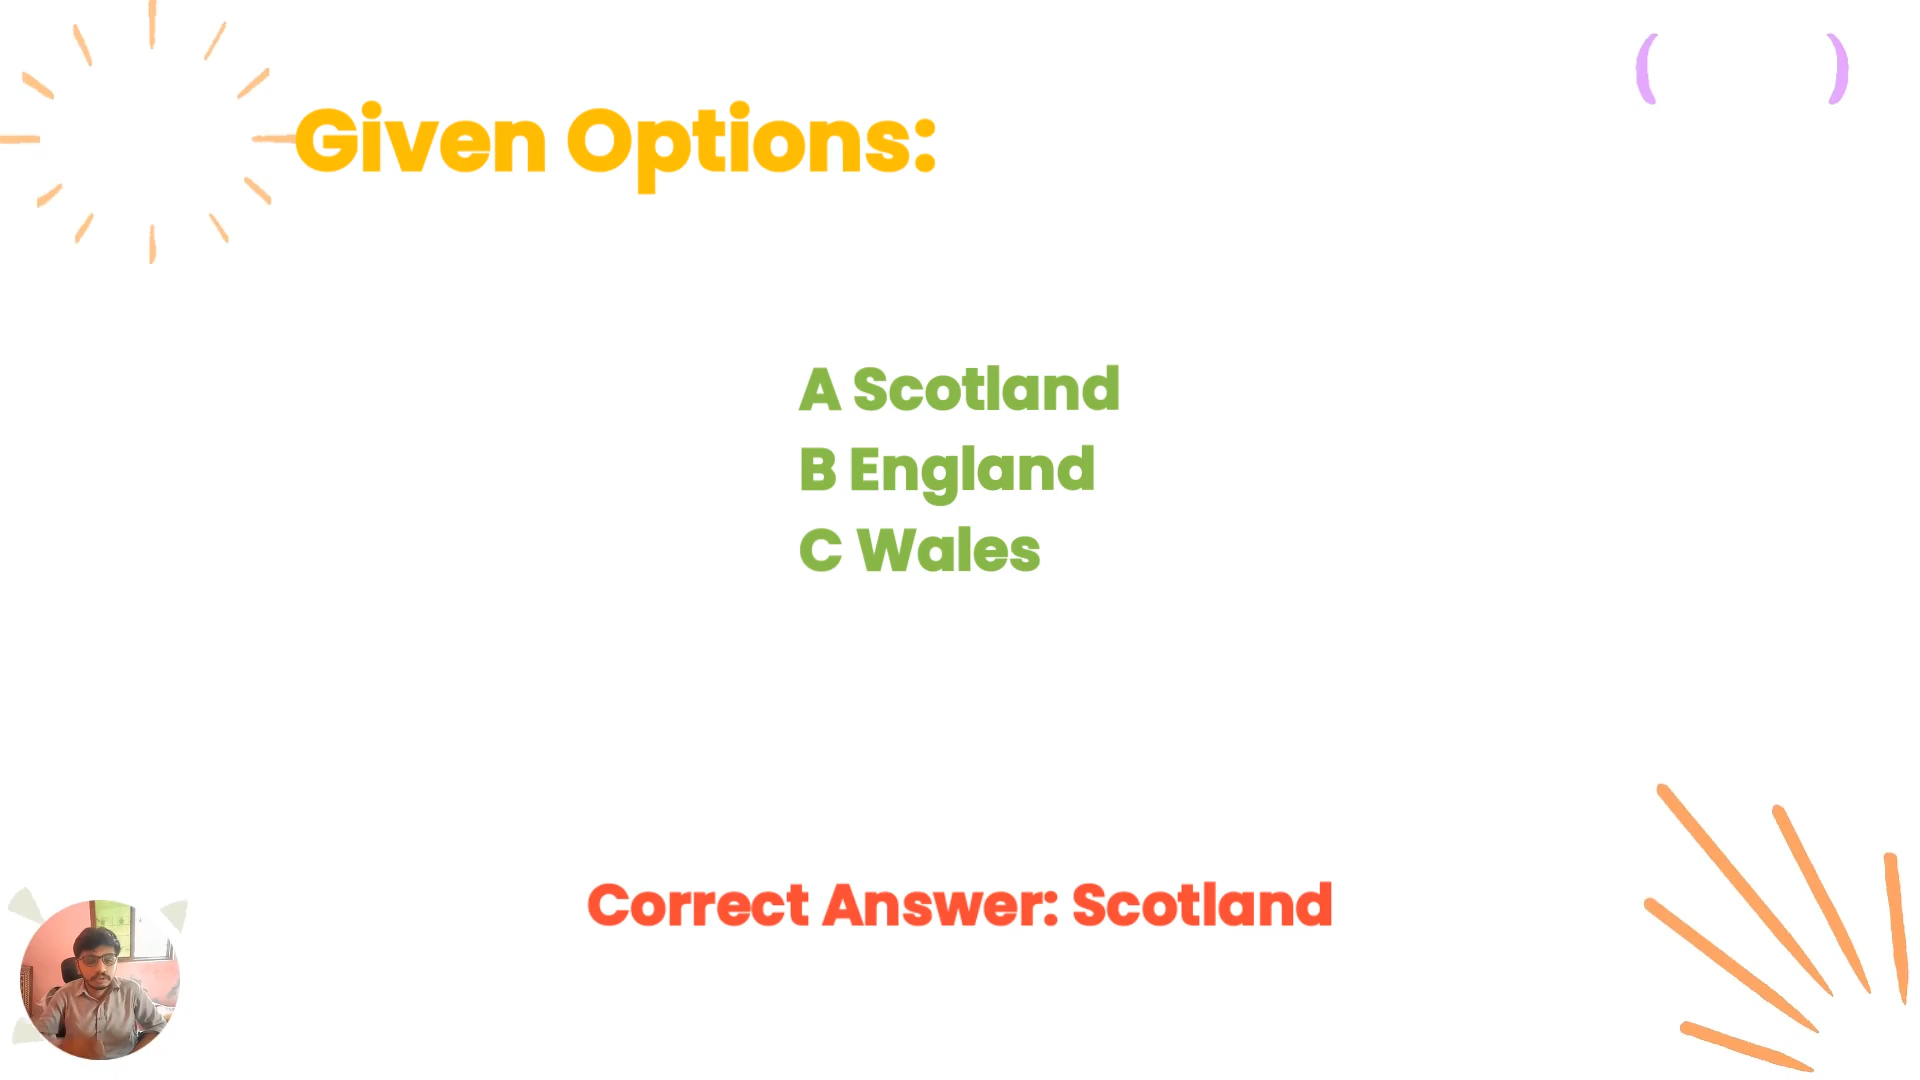 Given Options:
A Scotland
B England
C Wales
Correct Answer: Scotland